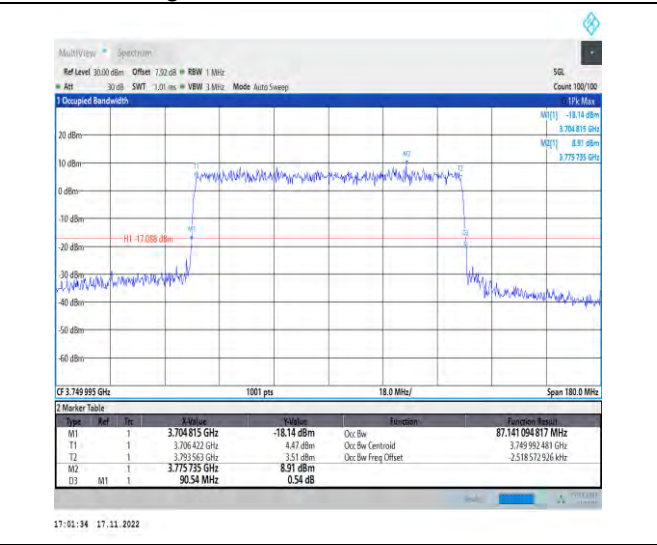 MultiView Spectrum
Ref Level 30.00 dBm Offset 7.92 dB RBW 1 MHz SGL
Att 30 dB SWT 1.01 ms VBW 3 MHz Mode Auto Sweep Count 100/100
1 Occupied Bandwidth 1Pk Max
M1[1] -18.14 dBm
3.704 815 GHz
M2[1] 8.91 dBm
3.775 735 GHz
20 dBm
10 dBm
M2
T1 T2
0 dBm
-10 dBm
M1
H1 -17.088 dBm
D3
-20 dBm
-30 dBm
-40 dBm
-50 dBm
-60 dBm
CF 3.749 995 GHz 1001 pts 18.0 MHz/ Span 180.0 MHz
2 Marker Table
Type Ref Trc X-Value Y-Value Function Function Result
M1 1 3.704 815 GHz -18.14 dBm Occ Bw 87.141 094 817 MHz
T1 1 3.706 422 GHz 4.47 dBm Occ Bw Centroid 3.749 992 481 GHz
T2 1 3.793 563 GHz 3.51 dBm Occ Bw Freq Offset -2.518 572 926 kHz
M2 1 3.775 735 GHz 8.91 dBm
D3 M1 1 90.54 MHz 0.54 dB
17:01:34 17.11.2022